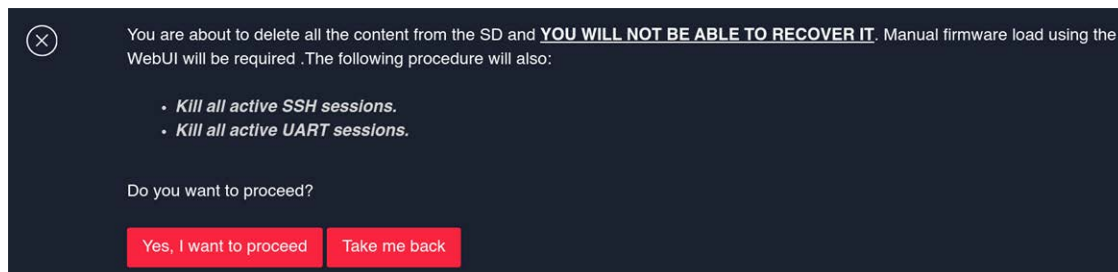 You are about to delete all the content from the SD and YOU WILL NOT BE ABLE TO RECOVER IT. Manual firmware load using the
WebUI will be required .The following procedure will also:
• Kill all active SSH sessions.
• Kill all active UART sessions.
Do you want to proceed?
Yes, I want to proceed Take me back